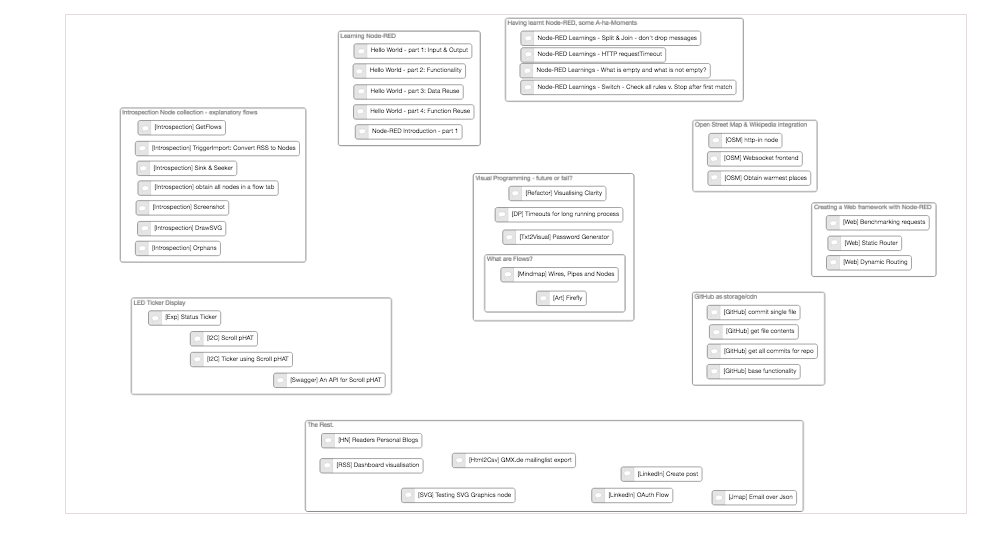 Having learnt Node-RED, some A-ha-Moments
Node-RED Learnings - Split & Join - don't drop messages
Node-RED Learnings - HTTP requestTimeout
Node-RED Learnings - What is empty and what is not empty?
Node-RED Learnings - Switch - Check all rules v. Stop after first match
Learning Node-RED
Hello World - part 1: Input & Output
Hello World - part 2: Functionality
Hello World - part 3: Data Reuse
Hello World - part 4: Function Reuse
Node-RED Introduction - part 1
Introspection Node collection - explanatory flows
[Introspection] GetFlows
[Introspection] TriggerImport: Convert RSS to Nodes
[Introspection] Sink & Seeker
[Introspection] obtain all nodes in a flow tab
[Introspection] Screenshot
[Introspection] DrawSVG
[Introspection] Orphans
Open Street Map & Wikipedia integration
[OSM] http-in node
[OSM] Websocket frontend
[OSM] Obtain warmest places
Visual Programming - future or fail?
[Refactor] Visualising Clarity
[DP] Timeouts for long running process
[Txt2Visual] Password Generator
What are Flows?
[Mindmap] Wires, Pipes and Nodes
[Art] Firefly
Creating a Web framework with Node-RED
[Web] Benchmarking requests
[Web] Static Router
[Web] Dynamic Routing
LED Ticker Display
[Exp] Status Ticker
[I2C] Scroll pHAT
[I2C] Ticker using Scroll pHAT
[Swagger] An API for Scroll pHAT
GitHub as storage/cdn
[GitHub] commit single file
[GitHub] get file contents
[GitHub] get all commits for repo
[GitHub] base functionality
The Rest.
[HN] Readers Personal Blogs
[RSS] Dashboard visualisation
[Html2Csv] GMX.de mailinglist export
[LinkedIn] Create post
[SVG] Testing SVG Graphics node
[LinkedIn] OAuth Flow
[Jmap] Email over Json